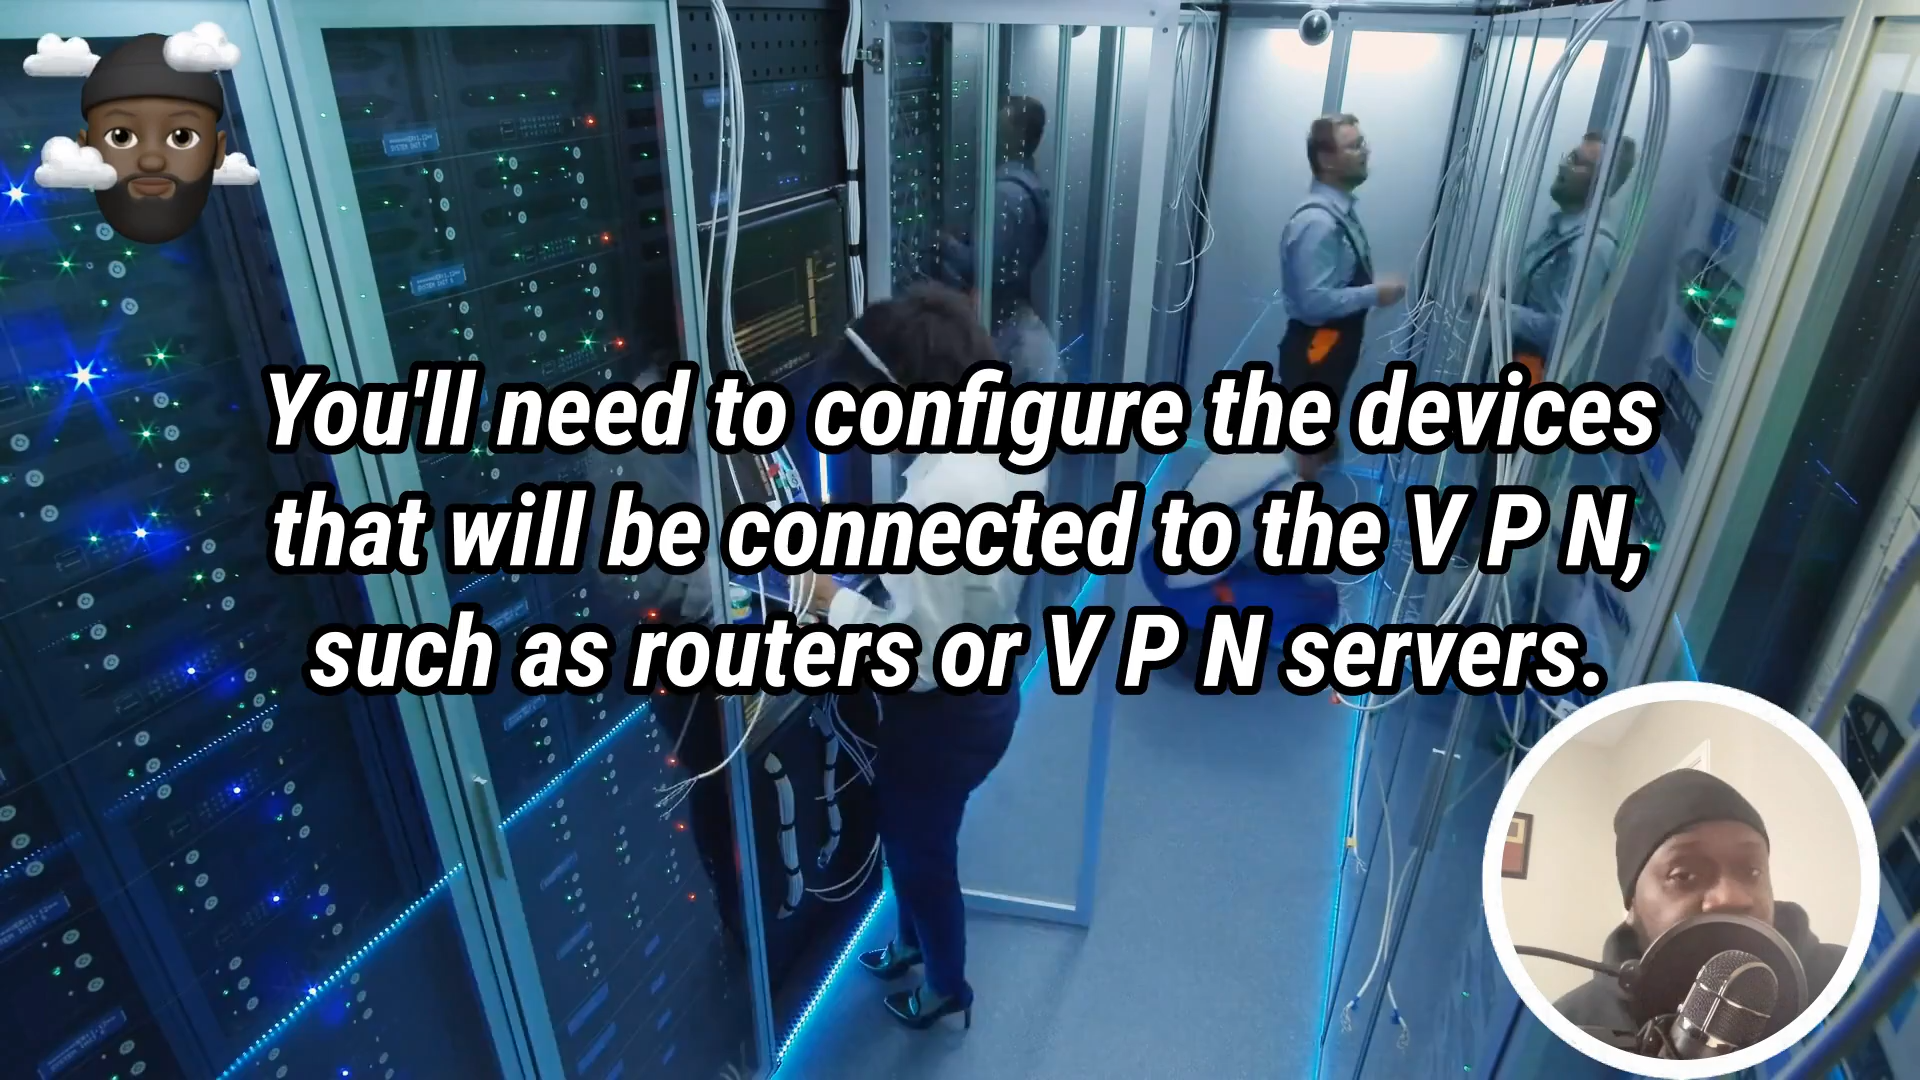 You'll need to configure the devices
that will be connected to the V P N,
such as routers or V P N servers.